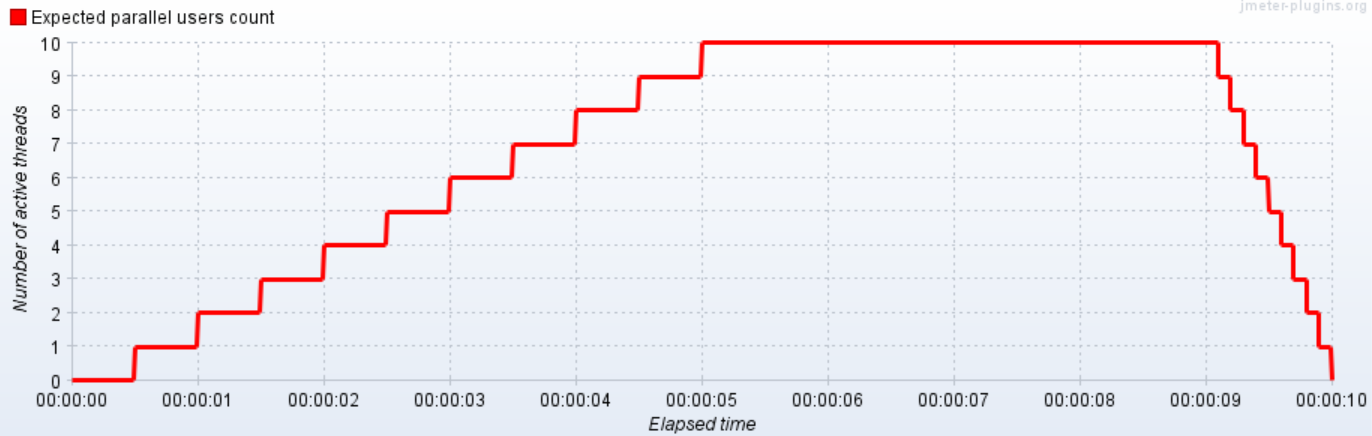 jmeter-plugins.org
Expected parallel users count
10
9
8
7
6
5
4
3
2
1
0
Number of active threads
00:00:00 00:00:01 00:00:02 00:00:03 00:00:04 00:00:05 00:00:06 00:00:07 00:00:08 00:00:09 00:00:10
Elapsed time